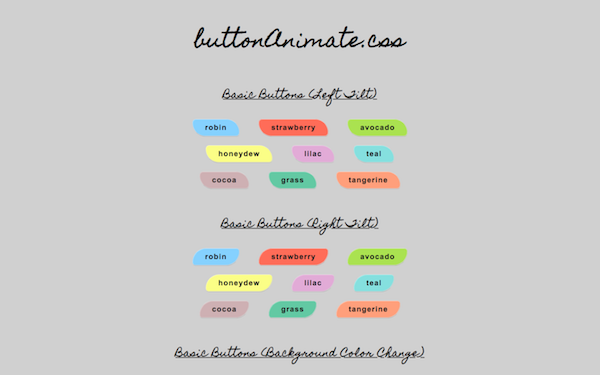 buttonAnimate.css
Basic Buttons (Left Tilt)
robin strawberry avocado
honeydew lilac teal
cocoa grass tangerine
Basic Buttons (Right Tilt)
robin strawberry avocado
honeydew lilac teal
cocoa grass tangerine
Basic Buttons (Background Color Change)